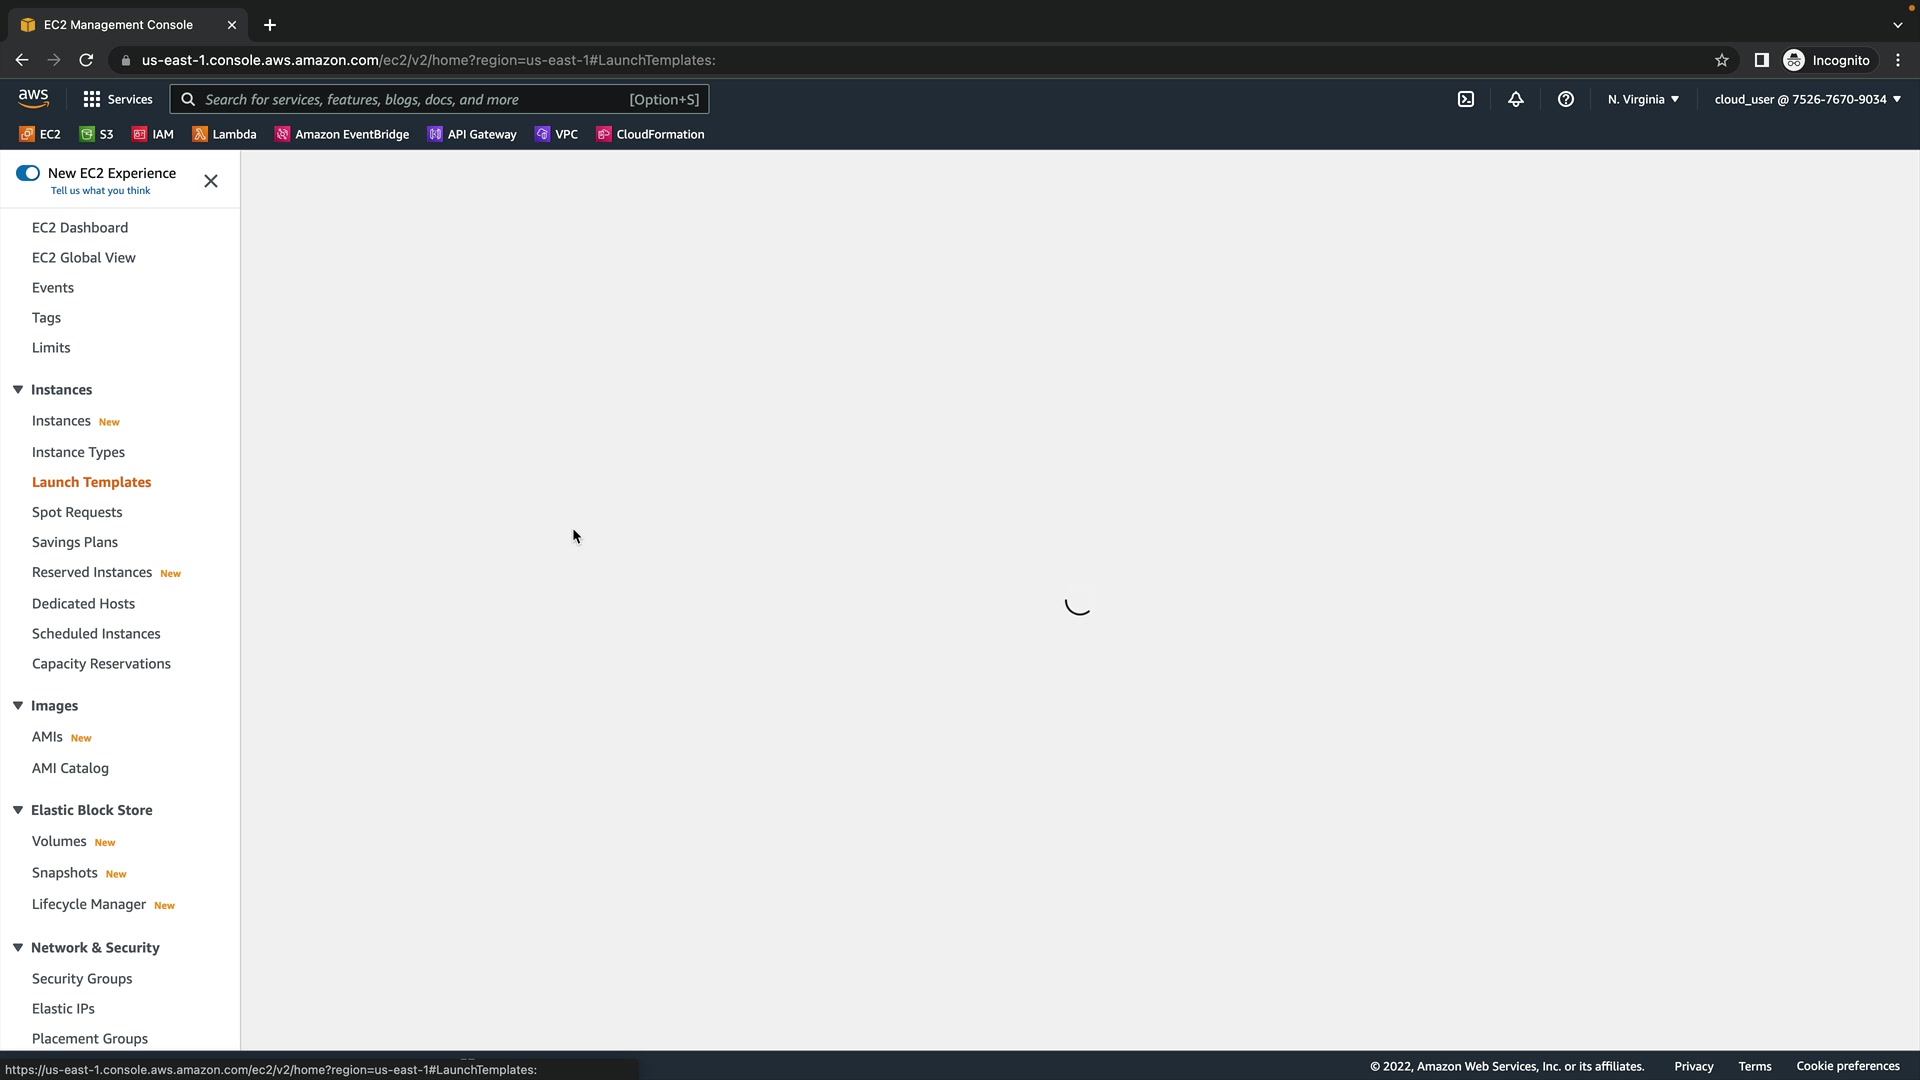 EC2 Management Console
us-east-1.console.aws.amazon.com/ec2/v2/home?region=us-east-1#LaunchTemplates:
Incognito
aws
Services
Search for services, features, blogs, docs, and more
[Option+S]
N. Virginia
cloud_user @ 7526-7670-9034
EC2
S3
IAM
Lambda
Amazon EventBridge
API Gateway
VPC
CloudFormation
New EC2 Experience
Tell us what you think
EC2 Dashboard
EC2 Global View
Events
Tags
Limits
Instances
Instances New
Instance Types
Launch Templates
Spot Requests
Savings Plans
Reserved Instances New
Dedicated Hosts
Scheduled Instances
Capacity Reservations
Images
AMIs New
AMI Catalog
Elastic Block Store
Volumes New
Snapshots New
Lifecycle Manager New
Network & Security
Security Groups
Elastic IPs
Placement Groups
https://us-east-1.console.aws.amazon.com/ec2/v2/home?region=us-east-1#LaunchTemplates:
© 2022, Amazon Web Services, Inc. or its affiliates.
Privacy
Terms
Cookie preferences